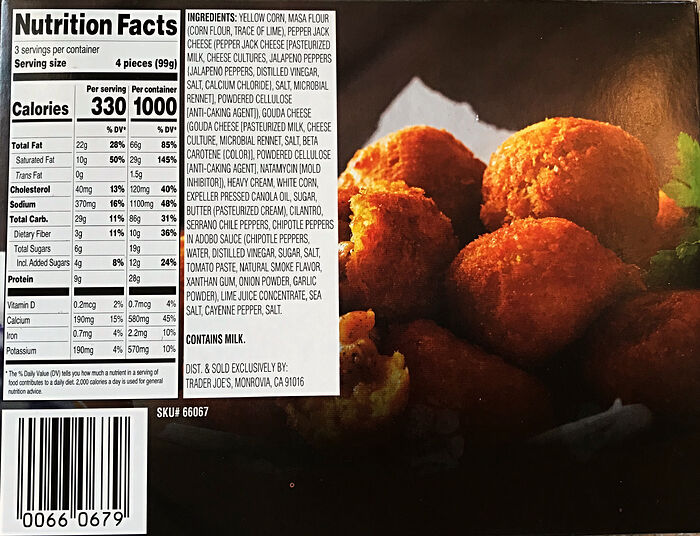 Nutrition Facts
3 servings per container
Serving size 4 pieces (99g)
Per serving Per container
Calories 330 1000
% DV* % DV*
Total Fat 22g 28% 66g 85%
Saturated Fat 10g 50% 29g 145%
Trans Fat 0g 1.5g
Cholesterol 40mg 13% 120mg 40%
Sodium 370mg 16% 1100mg 48%
Total Carb. 29g 11% 86g 31%
Dietary Fiber 3g 11% 10g 36%
Total Sugars 6g 19g
Incl. Added Sugars 4g 8% 12g 24%
Protein 9g 28g
Vitamin D 0.2mcg 2% 0.7mcg 4%
Calcium 190mg 15% 580mg 45%
Iron 0.7mg 4% 2.2mg 10%
Potassium 190mg 4% 570mg 10%
* The % Daily Value (DV) tells you how much a nutrient in a serving of
food contributes to a daily diet. 2,000 calories a day is used for general
nutrition advice.
INGREDIENTS: YELLOW CORN, MASA FLOUR
(CORN FLOUR, TRACE OF LIME), PEPPER JACK
CHEESE (PEPPER JACK CHEESE [PASTEURIZED
MILK, CHEESE CULTURES, JALAPENO PEPPERS
(JALAPENO PEPPERS, DISTILLED VINEGAR,
SALT, CALCIUM CHLORIDE), SALT, MICROBIAL
RENNET], POWDERED CELLULOSE
[ANTI-CAKING AGENT]), GOUDA CHEESE
(GOUDA CHEESE [PASTEURIZED MILK, CHEESE
CULTURE, MICROBIAL RENNET, SALT, BETA
CAROTENE (COLOR)], POWDERED CELLULOSE
[ANTI-CAKING AGENT], NATAMYCIN [MOLD
INHIBITOR]), HEAVY CREAM, WHITE CORN,
EXPELLER PRESSED CANOLA OIL, SUGAR,
BUTTER (PASTEURIZED CREAM), CILANTRO,
SERRANO CHILE PEPPERS, CHIPOTLE PEPPERS
IN ADOBO SAUCE (CHIPOTLE PEPPERS,
WATER, DISTILLED VINEGAR, SUGAR, SALT,
TOMATO PASTE, NATURAL SMOKE FLAVOR,
XANTHAN GUM, ONION POWDER, GARLIC
POWDER), LIME JUICE CONCENTRATE, SEA
SALT, CAYENNE PEPPER, SALT.
CONTAINS MILK.
DIST. & SOLD EXCLUSIVELY BY:
TRADER JOE'S, MONROVIA, CA 91016
SKU# 66067
0066 0679